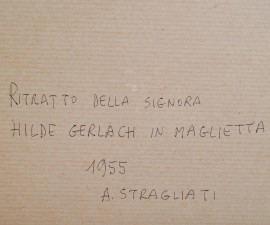 RITRATTO DELLA SIGNORA
HILDE GERLACH IN MAGLIETTA
1955
A. STRAGLIATI